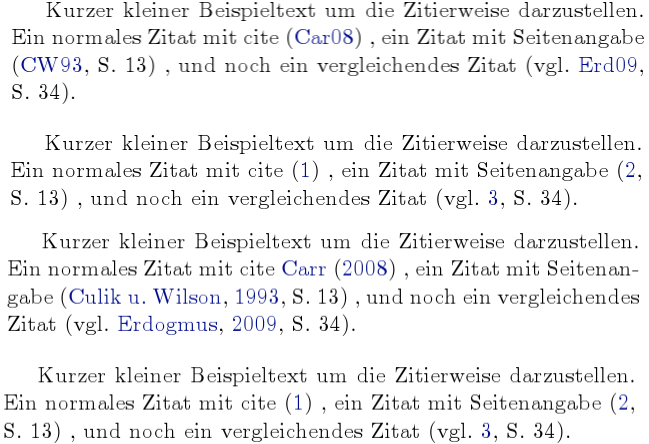 Kurzer kleiner Beispieltext um die Zitierweise darzustellen.
Ein normales Zitat mit cite (Car08) , ein Zitat mit Seitenangabe
(CW93, S. 13) , und noch ein vergleichendes Zitat (vgl. Erd09,
S. 34).
Kurzer kleiner Beispieltext um die Zitierweise darzustellen.
Ein normales Zitat mit cite (1) , ein Zitat mit Seitenangabe (2,
S. 13) , und noch ein vergleichendes Zitat (vgl. 3, S. 34).
Kurzer kleiner Beispieltext um die Zitierweise darzustellen.
Ein normales Zitat mit cite Carr (2008) , ein Zitat mit Seitenan-
gabe (Culik u. Wilson, 1993, S. 13) , und noch ein vergleichendes
Zitat (vgl. Erdogmus, 2009, S. 34).
Kurzer kleiner Beispieltext um die Zitierweise darzustellen.
Ein normales Zitat mit cite (1) , ein Zitat mit Seitenangabe (2,
S. 13) , und noch ein vergleichendes Zitat (vgl. 3, S. 34).